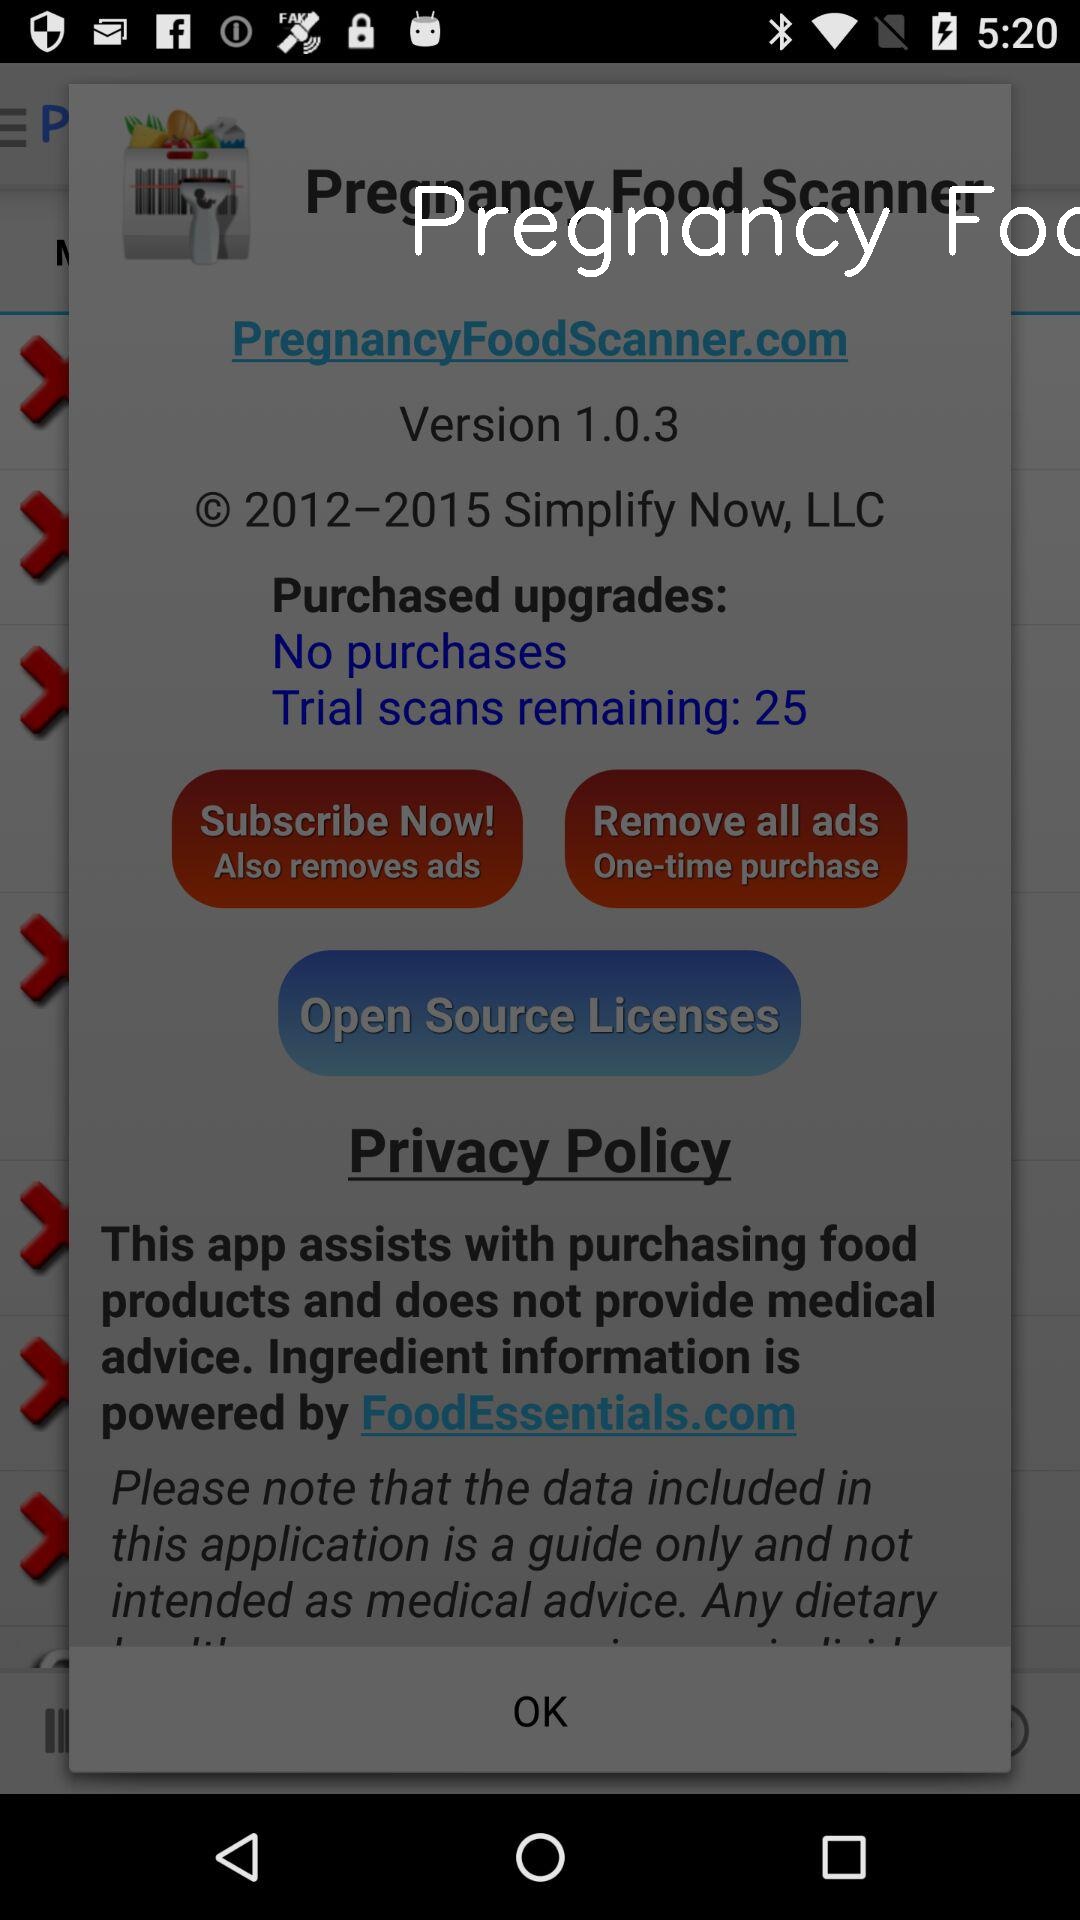 FAKE
5:20
P
Pregnancy Food Scanner
Pregnancy Foo
M
PregnancyFoodScanner.com
Version 1.0.3
© 2012–2015 Simplify Now, LLC
Purchased upgrades:
No purchases
Trial scans remaining: 25
Subscribe Now!
Also removes ads
Remove all ads
One-time purchase
Open Source Licenses
Privacy Policy
This app assists with purchasing food
products and does not provide medical
advice. Ingredient information is
powered by FoodEssentials.com
Please note that the data included in
this application is a guide only and not
intended as medical advice. Any dietary
OK